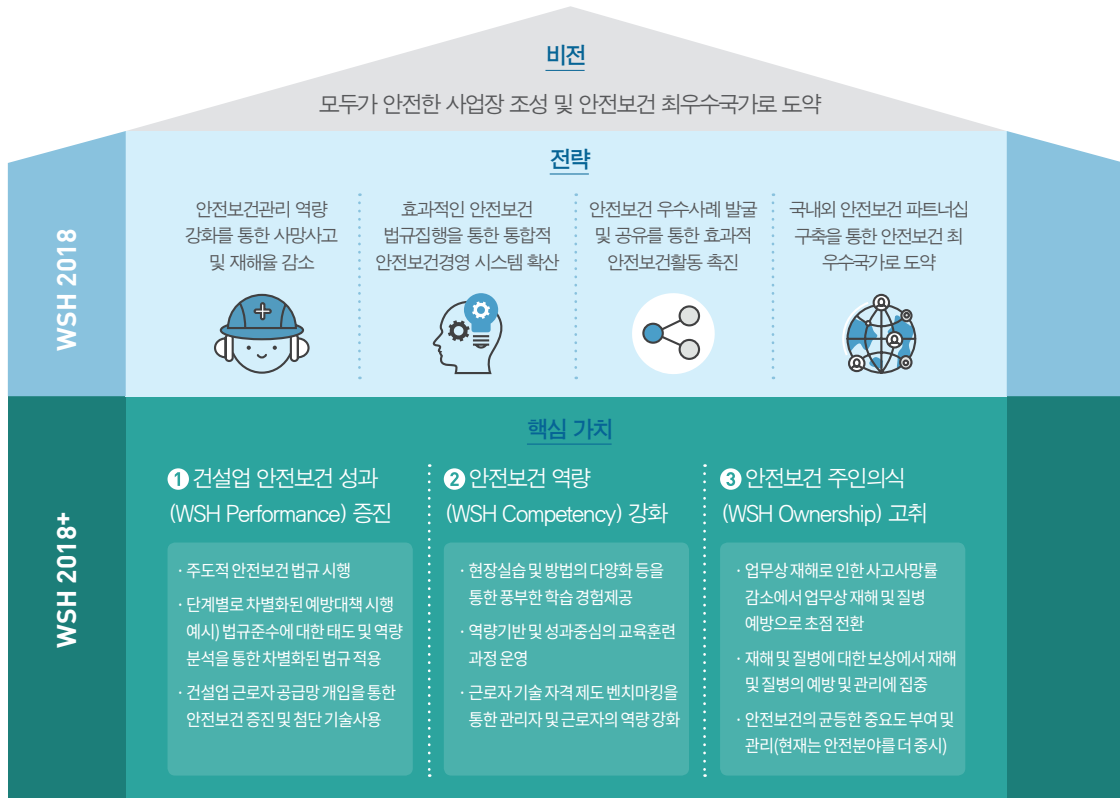 비전
모두가 안전한 사업장 조성 및 안전보건 최우수국가로 도약
WSH 2018
전략
안전보건관리 역량
강화를 통한 사망사고
및 재해율 감소
효과적인 안전보건
법규집행을 통한 통합적
안전보건경영 시스템 확산
안전보건 우수사례 발굴
및 공유를 통한 효과적
안전보건활동 촉진
국내외 안전보건 파트너십
구축을 통한 안전보건 최
우수국가로 도약
WSH 2018+
핵심 가치
1 건설업 안전보건 성과
(WSH Performance) 증진
· 주도적 안전보건 법규 시행
· 단계별로 차별화된 예방대책 시행
예시) 법규준수에 대한 태도 및 역량
분석을 통한 차별화된 법규 적용
· 건설업 근로자 공급망 개입을 통한
안전보건 증진 및 첨단 기술사용
2 안전보건 역량
(WSH Competency) 강화
· 현장실습 및 방법의 다양화 등을
통한 풍부한 학습 경험제공
· 역량기반 및 성과중심의 교육훈련
과정 운영
· 근로자 기술 자격 제도 벤치마킹을
통한 관리자 및 근로자의 역량 강화
3 안전보건 주인의식
(WSH Ownership) 고취
· 업무상 재해로 인한 사고사망률
감소에서 업무상 재해 및 질병
예방으로 초점 전환
· 재해 및 질병에 대한 보상에서 재해
및 질병의 예방 및 관리에 집중
· 안전보건의 균등한 중요도 부여 및
관리(현재는 안전분야를 더 중시)